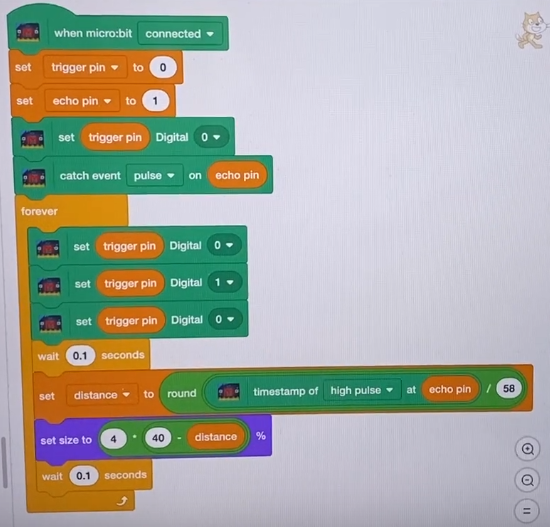 when micro:bit connected
set trigger pin to 0
set echo pin to 1
set trigger pin Digital 0
catch event pulse on echo pin
forever
set trigger pin Digital 0
set trigger pin Digital 1
set trigger pin Digital 0
wait 0.1 seconds
set distance to round timestamp of high pulse at echo pin / 58
set size to 4 * 40 - distance %
wait 0.1 seconds